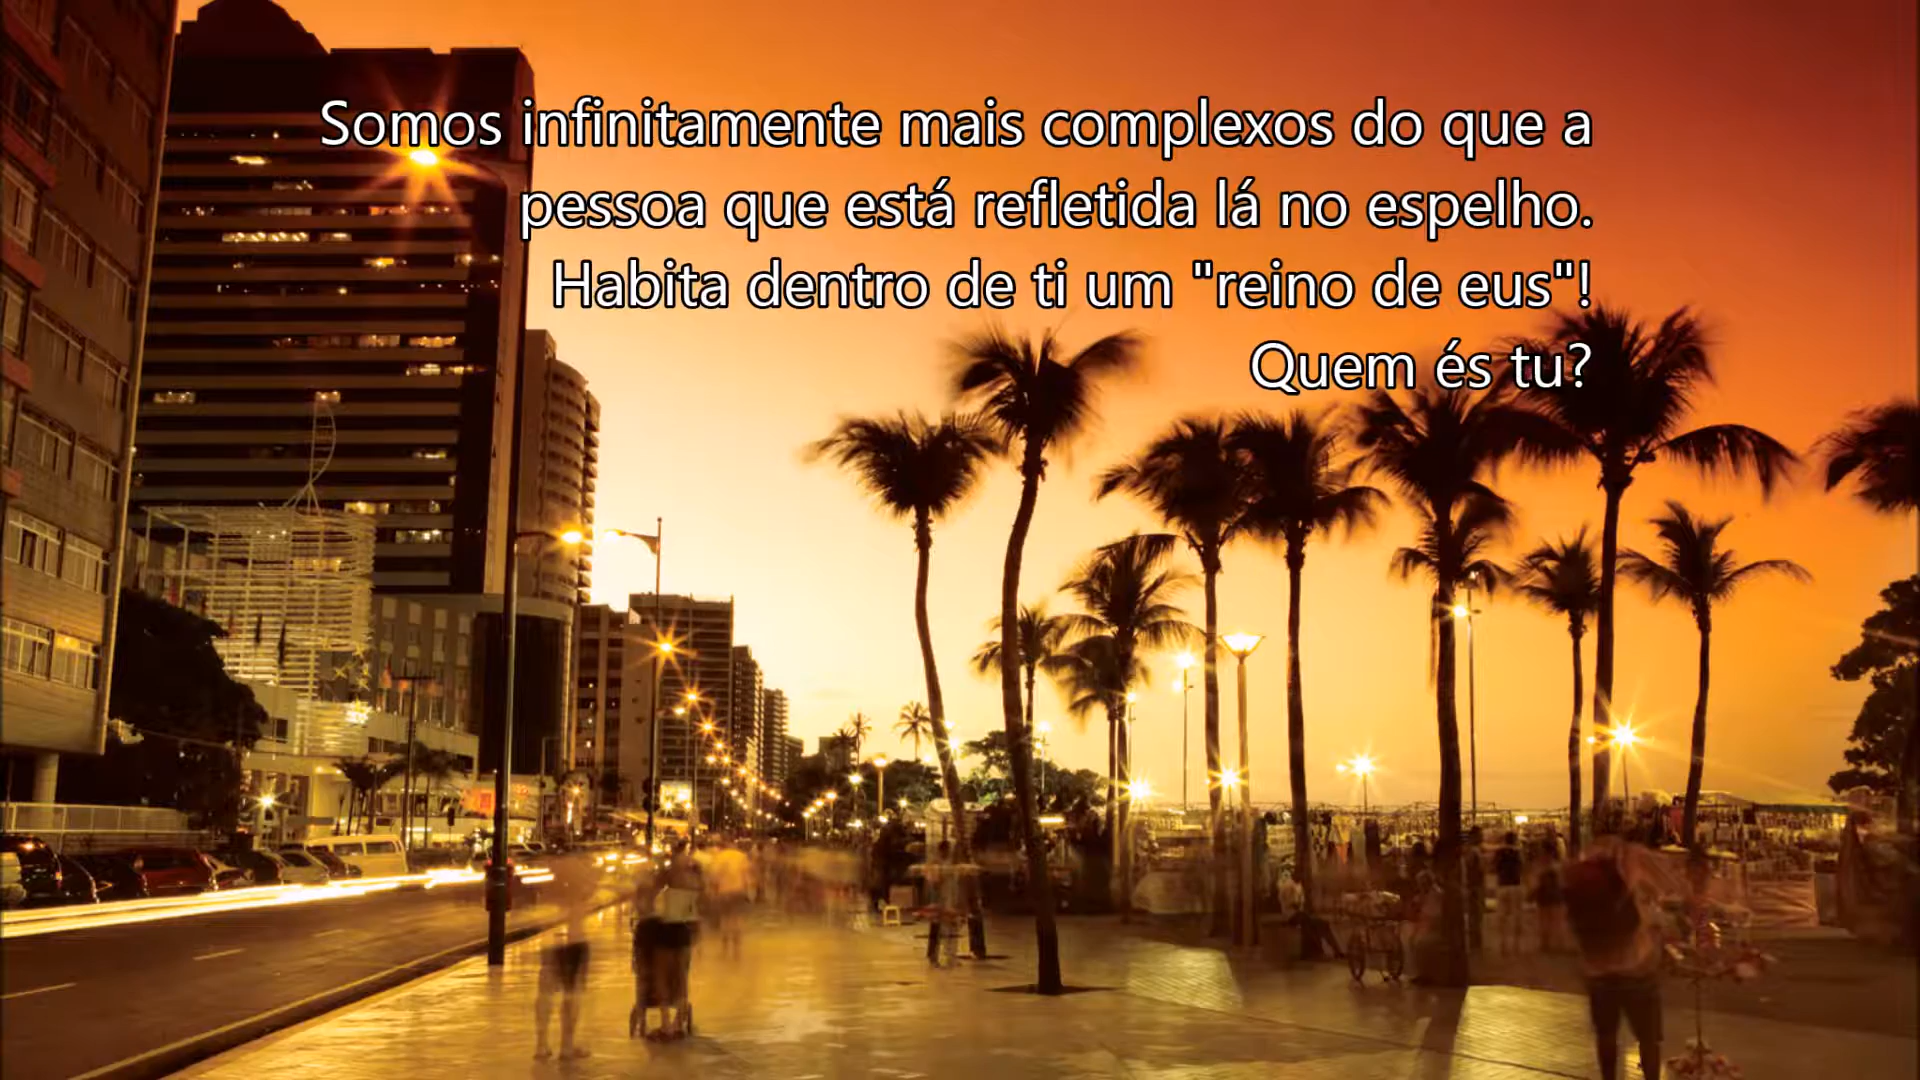 Somos infinitamente mais complexos do que a
pessoa que está refletida lá no espelho.
Habita dentro de ti um "reino de eus"!
Quem és tu?